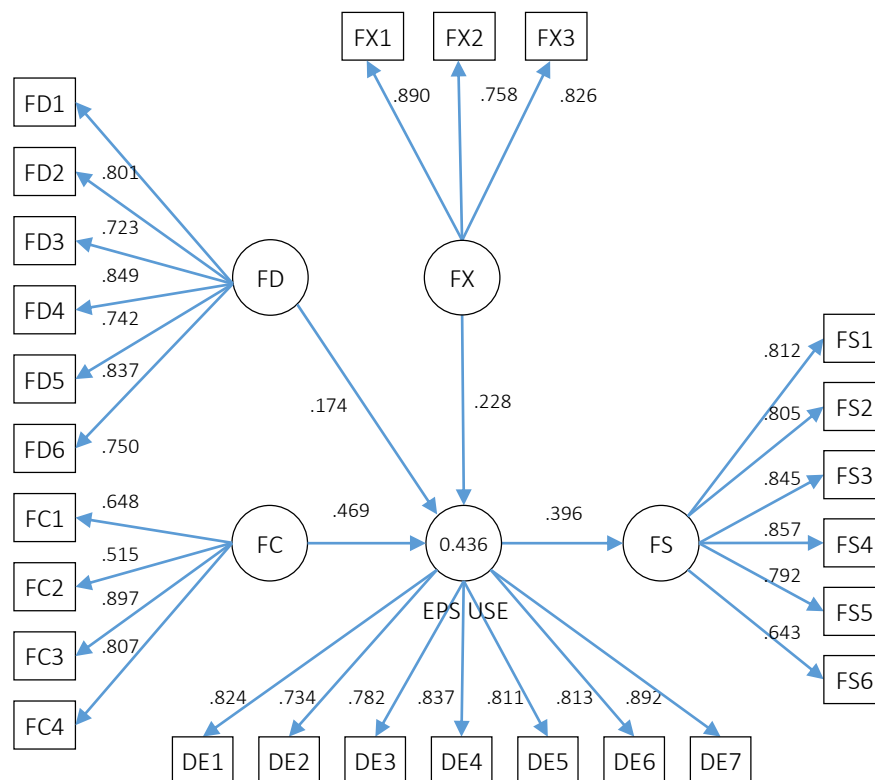 FX1
FX2
FX3
.890
.758
.826
FD1
FD2
FD3
FD4
FD5
FD6
.801
.723
.849
.742
.837
.750
FD
FX
.174
.228
FC1
FC2
FC3
FC4
.648
.515
.897
.807
FC
.469
0.436
EPS USE
.396
FS
.812
.805
.845
.857
.792
.643
FS1
FS2
FS3
FS4
FS5
FS6
.824
.734
.782
.837
.811
.813
.892
DE1
DE2
DE3
DE4
DE5
DE6
DE7